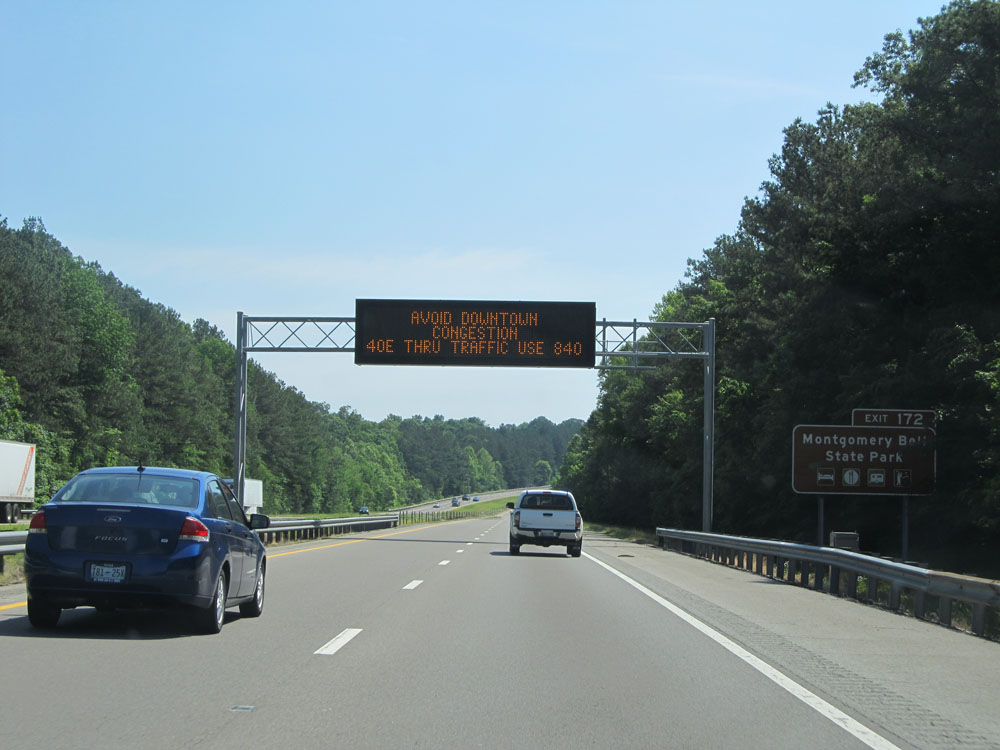 AVOID DOWNTOWN
CONGESTION
40E THRU TRAFFIC USE 840
EXIT 172
Montgomery Bell
State Park
FOCUS